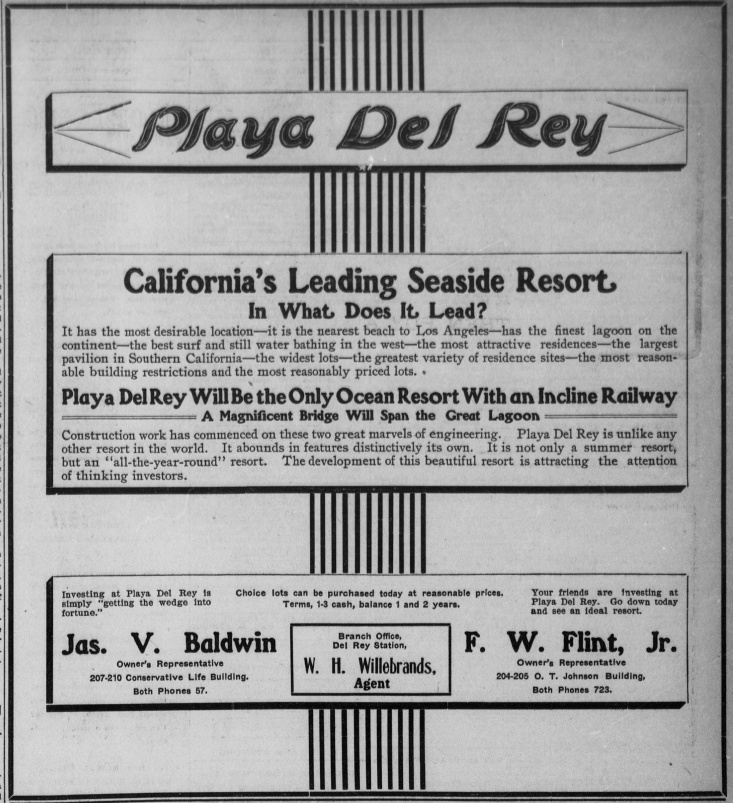 Playa Del Rey
California's Leading Seaside Resort
In What Does It Lead?
It has the most desirable location—it is the nearest beach to Los Angeles—has the finest lagoon on the
continent—the best surf and still water bathing in the west—the most attractive residences—the largest
pavilion in Southern California—the widest lots—the greatest variety of residence sites—the most reason-
able building restrictions and the most reasonably priced lots.
Playa Del Rey Will Be the Only Ocean Resort With an Incline Railway
A Magnificent Bridge Will Span the Great Lagoon
Construction work has commenced on these two great marvels of engineering. Playa Del Rey is unlike any
other resort in the world. It abounds in features distinctively its own. It is not only a summer resort,
but an "all-the-year-round" resort. The development of this beautiful resort is attracting the attention
of thinking investors.
Investing at Playa Del Rey is
simply "getting the wedge into
fortune."
Choice lots can be purchased today at reasonable prices.
Terms, 1-3 cash, balance 1 and 2 years.
Your friends are investing at
Playa Del Rey. Go down today
and see an ideal resort.
Jas. V. Baldwin
Owner's Representative
207-210 Conservative Life Building.
Both Phones 57.
Branch Office,
Del Rey Station,
W. H. Willebrands,
Agent
F. W. Flint, Jr.
Owner's Representative
204-205 O. T. Johnson Building,
Both Phones 723.